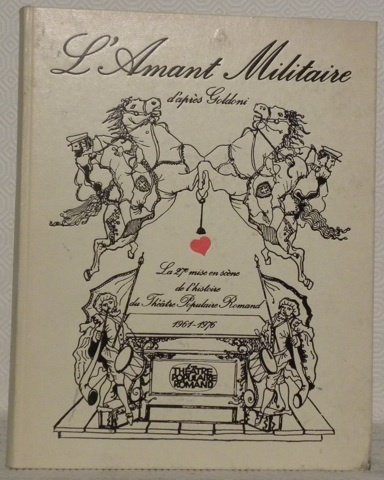 L'Amant Militaire
d'après Goldoni
La 27e mise en scène
de l'histoire
du Théâtre Populaire Romand
1961-1976
THÉÂTRE
POPULAIRE
ROMAND